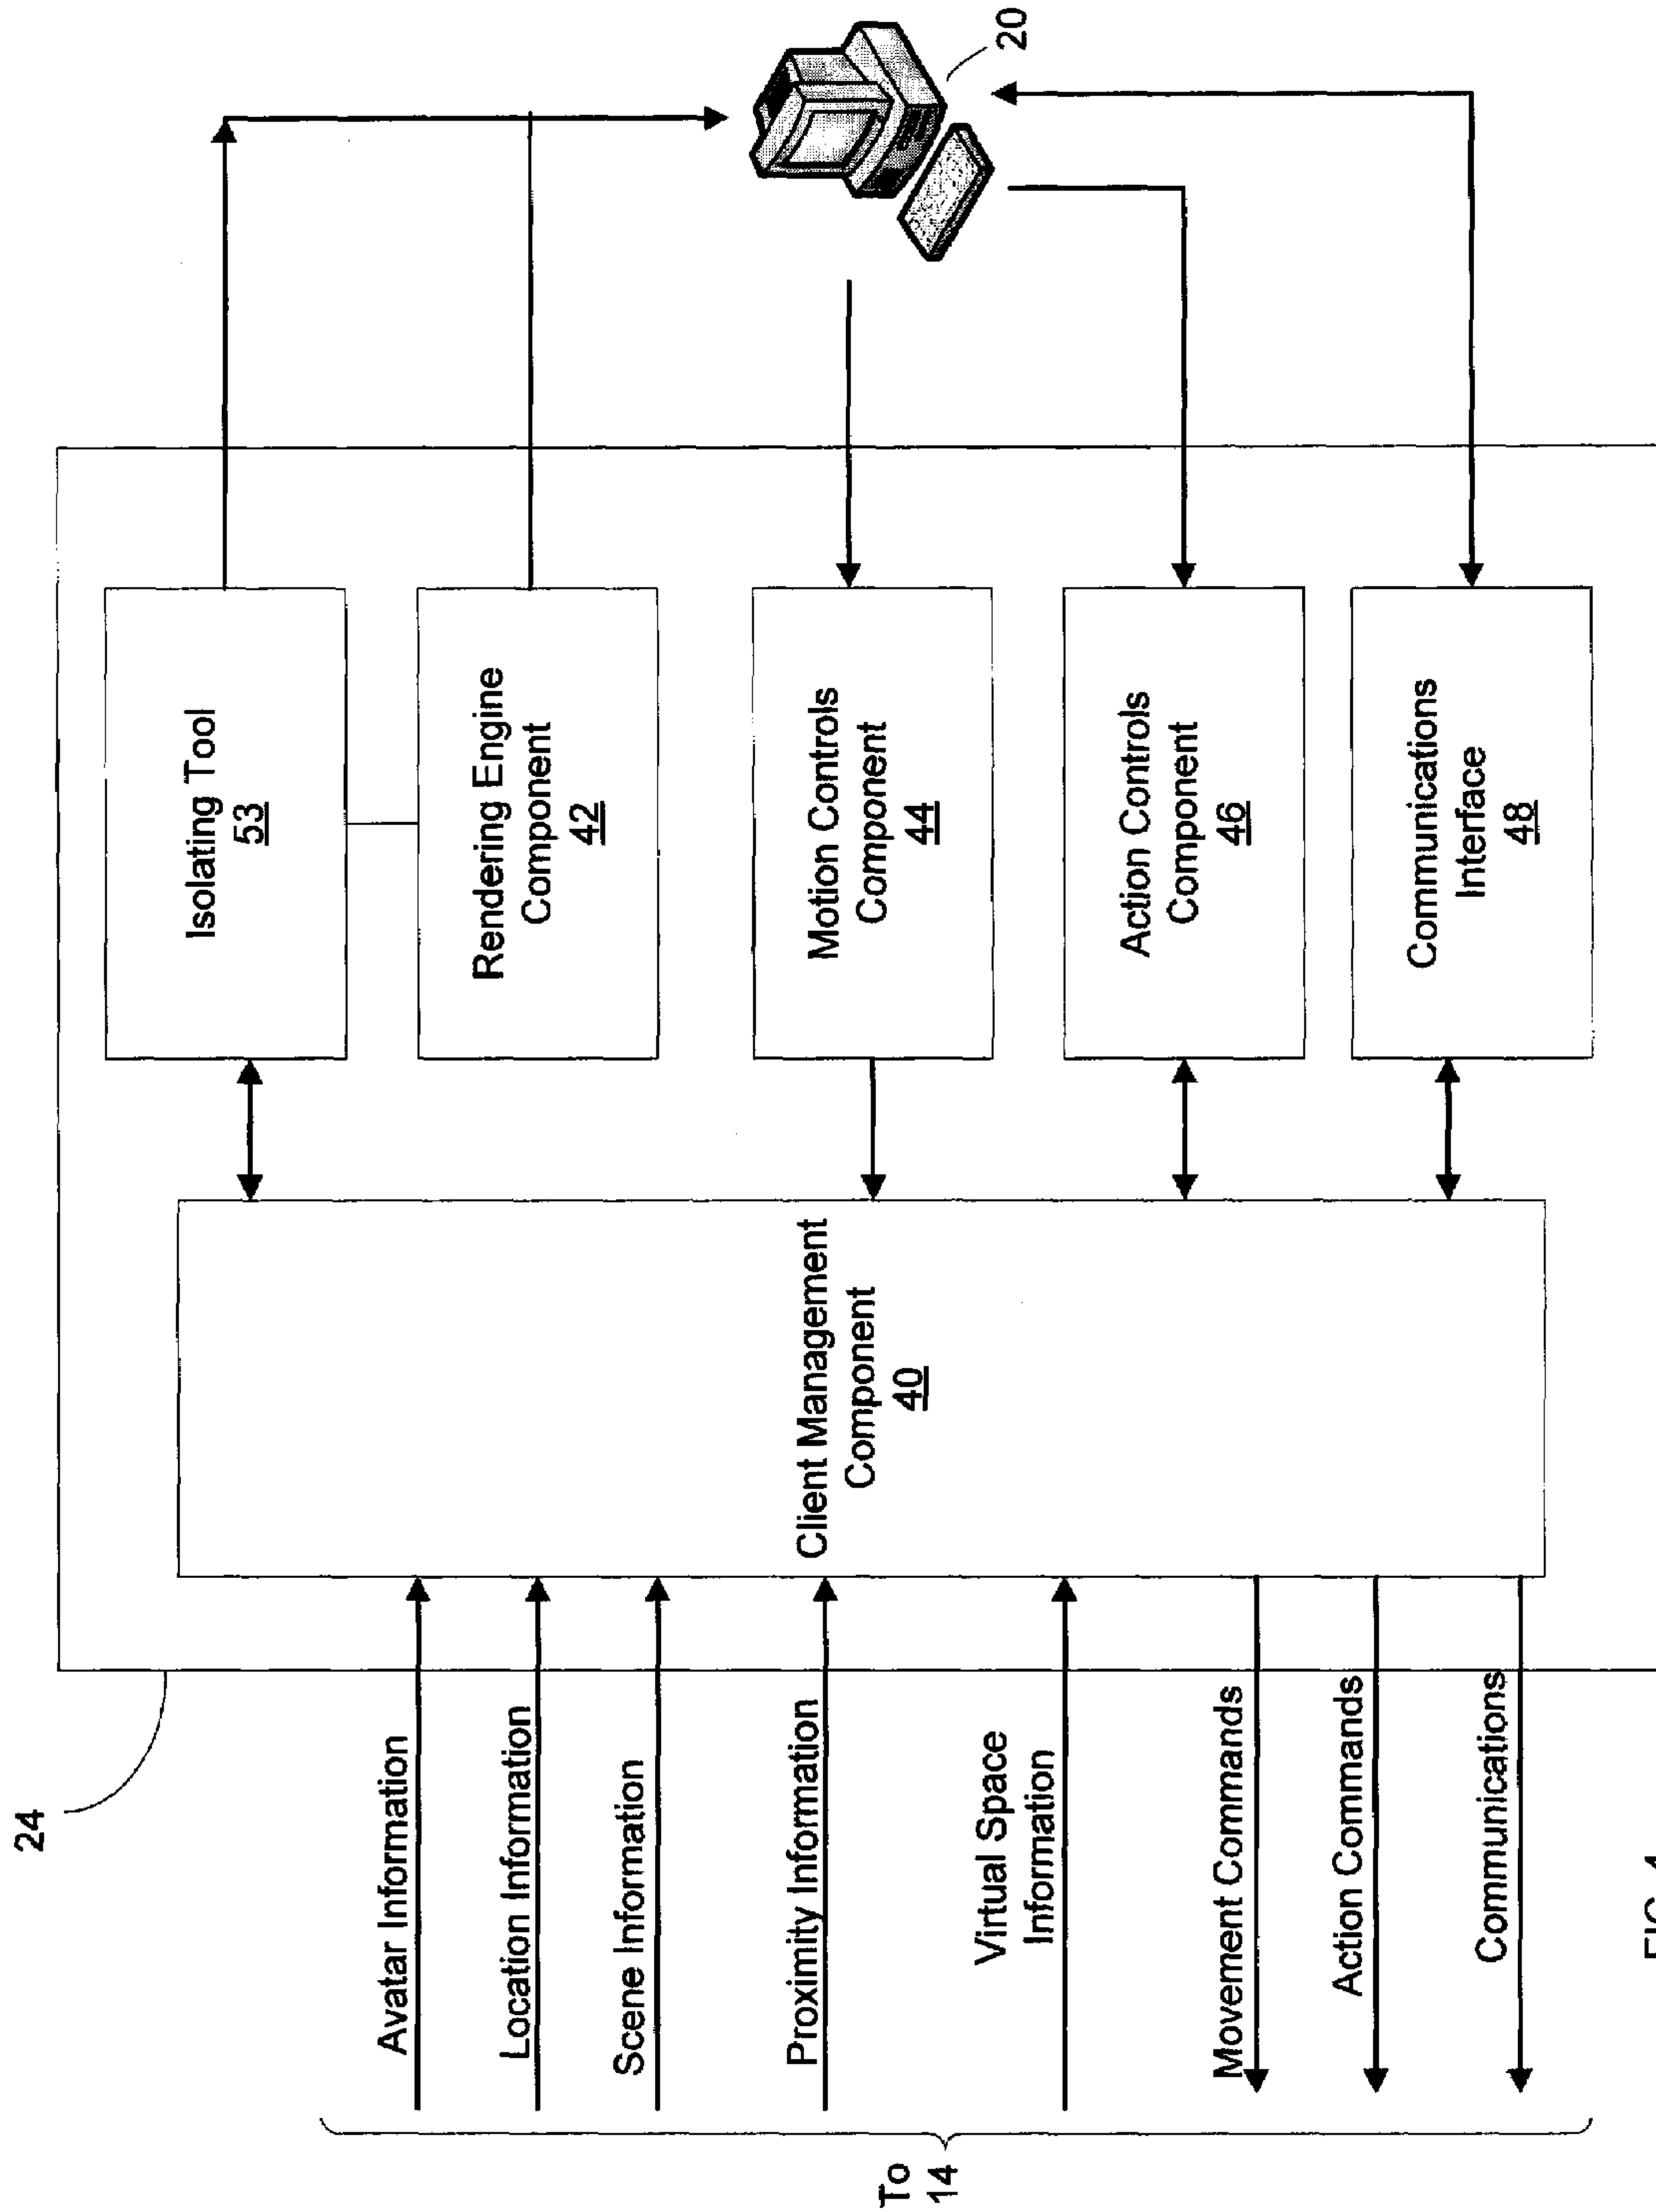 24
Avatar Information
Location Information
Scene Information
Proximity Information
Virtual Space
Information
Movement Commands
Action Commands
Communications
To
14
Client Management
Component
40
Isolating Tool
53
Rendering Engine
Component
42
Motion Controls
Component
44
Action Controls
Component
46
Communications
Interface
48
20
FIG.